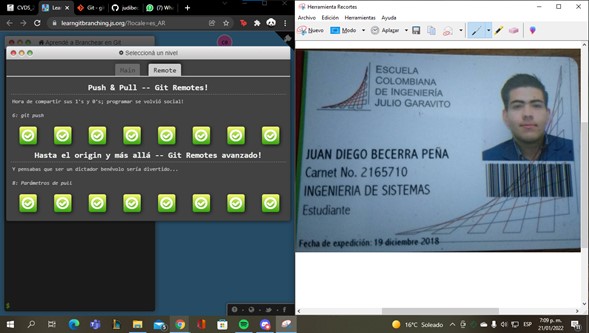 CVDS_
Lea
Git - g
judibec
(7) Wh
learngitbranching.js.org/?locale=es_AR
Aprendé a Branchear en Git
Seleccioná un nivel
Main
Remote
Push & Pull -- Git Remotes!
Hora de compartir sus 1's y 0's; programar se volvió social!
6: git push
Hasta el origin y más allá -- Git Remotes avanzado!
Y pensabas que ser un dictador benévolo sería divertido...
8: Parámetros de pull
$
Herramienta Recortes
Archivo Edición Herramientas Ayuda
Nuevo Modo Aplazar
ESCUELA
COLOMBIANA
DE INGENIERÍA
JULIO GARAVITO
JUAN DIEGO BECERRA PEÑA
Carnet No. 2165710
INGENIERIA DE SISTEMAS
Estudiante
Fecha de expedición: 19 diciembre 2018
16°C Soleado
ESP
7:09 p. m.
21/01/2022